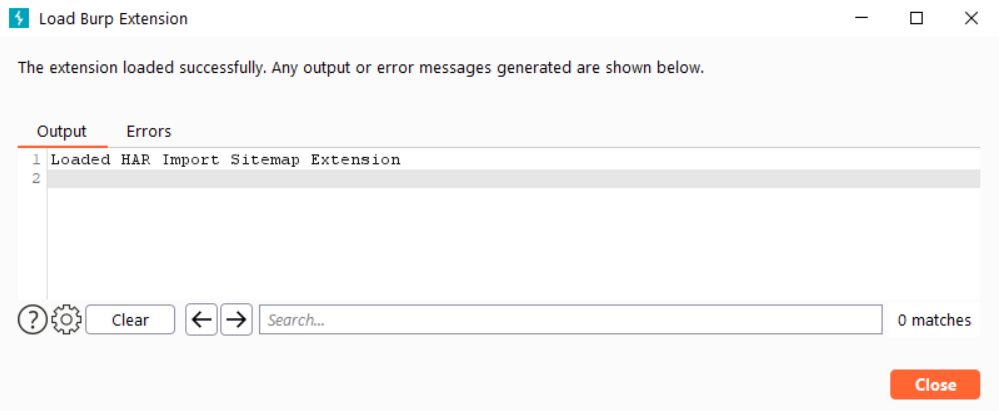 Load Burp Extension
The extension loaded successfully. Any output or error messages generated are shown below.
Output Errors
1 Loaded HAR Import Sitemap Extension
2
? Clear ← → Search... 0 matches
Close